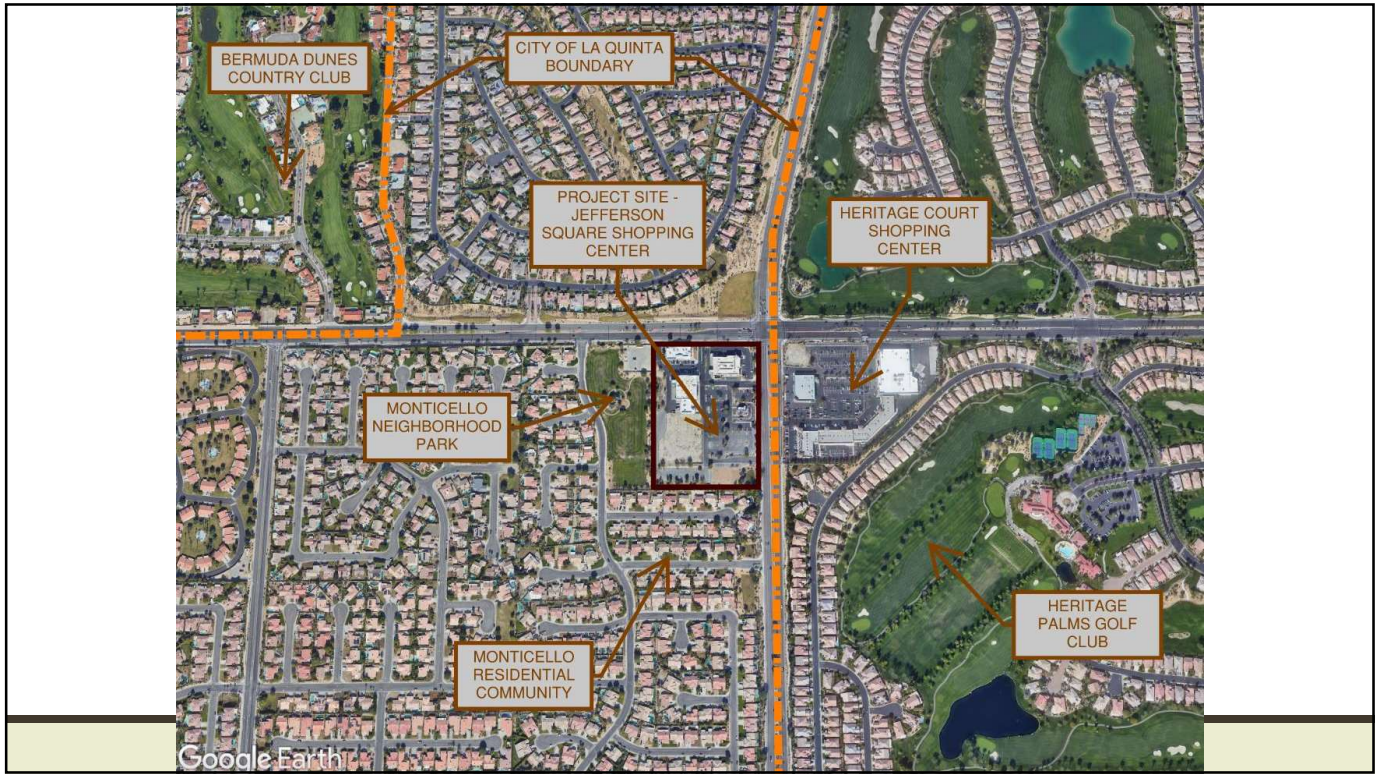 BERMUDA DUNES
COUNTRY CLUB
CITY OF LA QUINTA
BOUNDARY
PROJECT SITE -
JEFFERSON
SQUARE SHOPPING
CENTER
HERITAGE COURT
SHOPPING
CENTER
MONTICELLO
NEIGHBORHOOD
PARK
MONTICELLO
RESIDENTIAL
COMMUNITY
HERITAGE
PALMS GOLF
CLUB
Google Earth